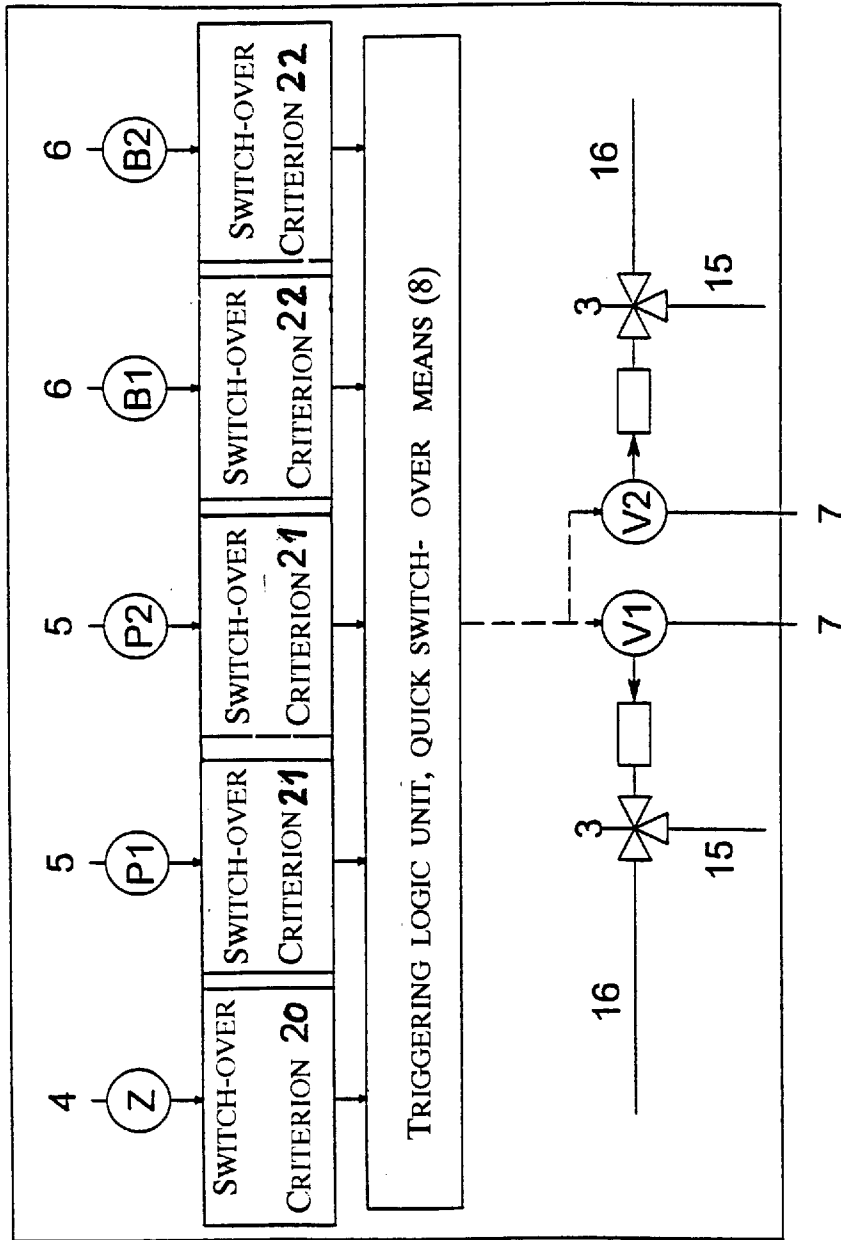 4 5 5 6 6
Z P1 P2 B1 B2
SWITCH-OVER SWITCH-OVER SWITCH-OVER SWITCH-OVER SWITCH-OVER
CRITERION 20 CRITERION 21 CRITERION 21 CRITERION 22 CRITERION 22
TRIGGERING LOGIC UNIT, QUICK SWITCH- OVER MEANS (8)
16 3 V1 V2 3 16
15 15
7 7